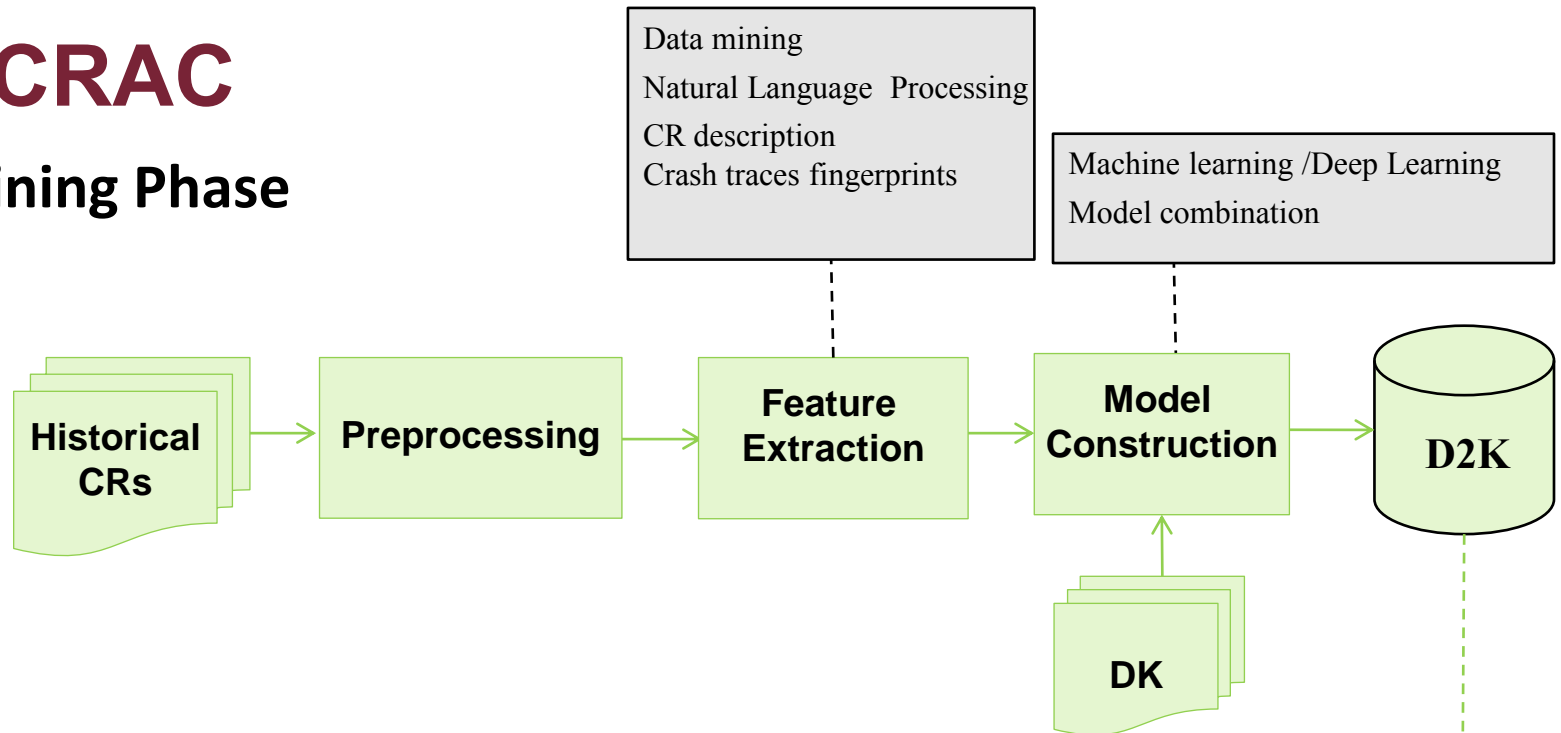 CRAC
ining Phase
Data mining
Natural Language Processing
CR description
Crash traces fingerprints
Machine learning /Deep Learning
Model combination
Historical
CRs
Preprocessing
Feature
Extraction
Model
Construction
D2K
DK